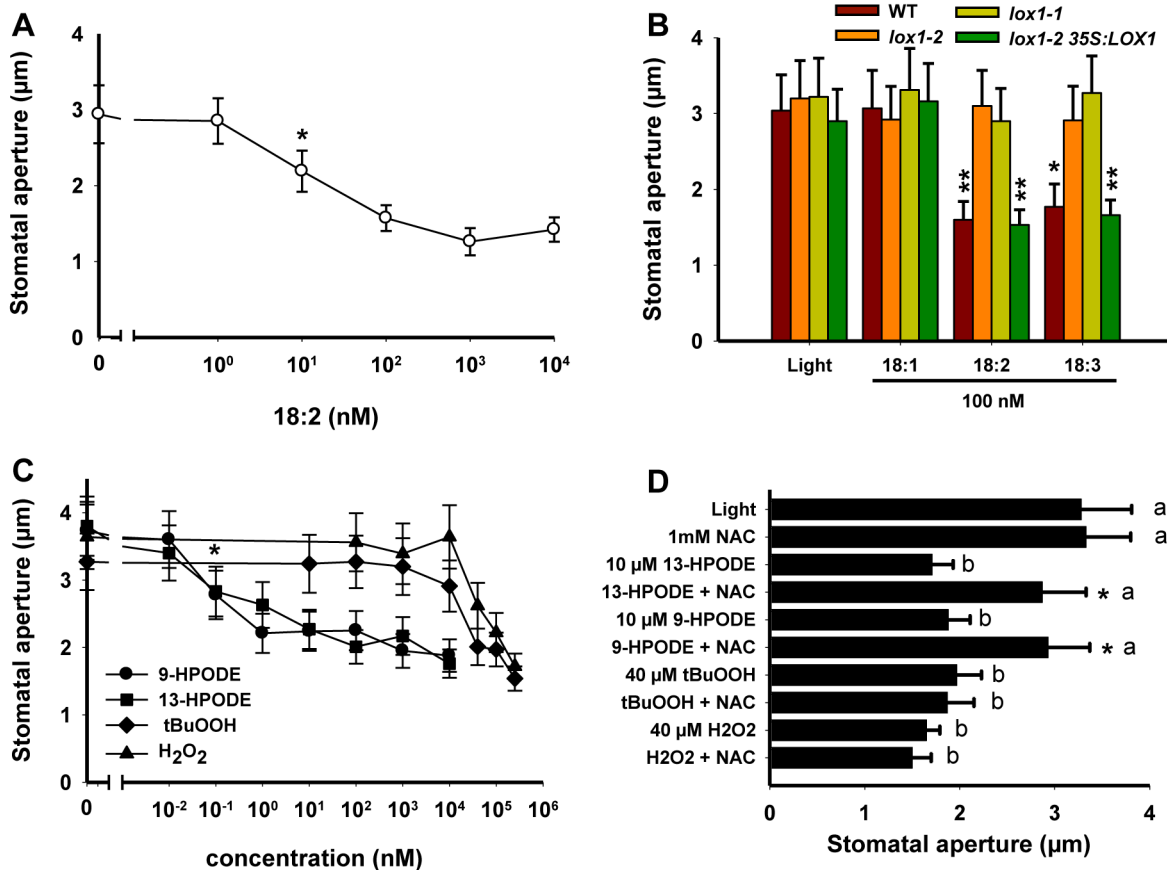 A
Stomatal aperture (µm)
4
3
2
1
0
*
0 10⁰ 10¹ 10² 10³ 10⁴
18:2 (nM)
B
WT lox1-1
lox1-2 lox1-2 35S:LOX1
Stomatal aperture (µm)
4
3
2
1
0
** ** * **
Light 18:1 18:2 18:3
100 nM
C
Stomatal aperture (µm)
4
3
2
1
0
*
9-HPODE
13-HPODE
tBuOOH
H₂O₂
0 10⁻² 10⁻¹ 10⁰ 10¹ 10² 10³ 10⁴ 10⁵ 10⁶
concentration (nM)
D
Light a
1mM NAC a
10 µM 13-HPODE b
13-HPODE + NAC * a
10 µM 9-HPODE b
9-HPODE + NAC * a
40 µM tBuOOH b
tBuOOH + NAC b
40 µM H2O2 b
H2O2 + NAC b
0 1 2 3 4
Stomatal aperture (µm)